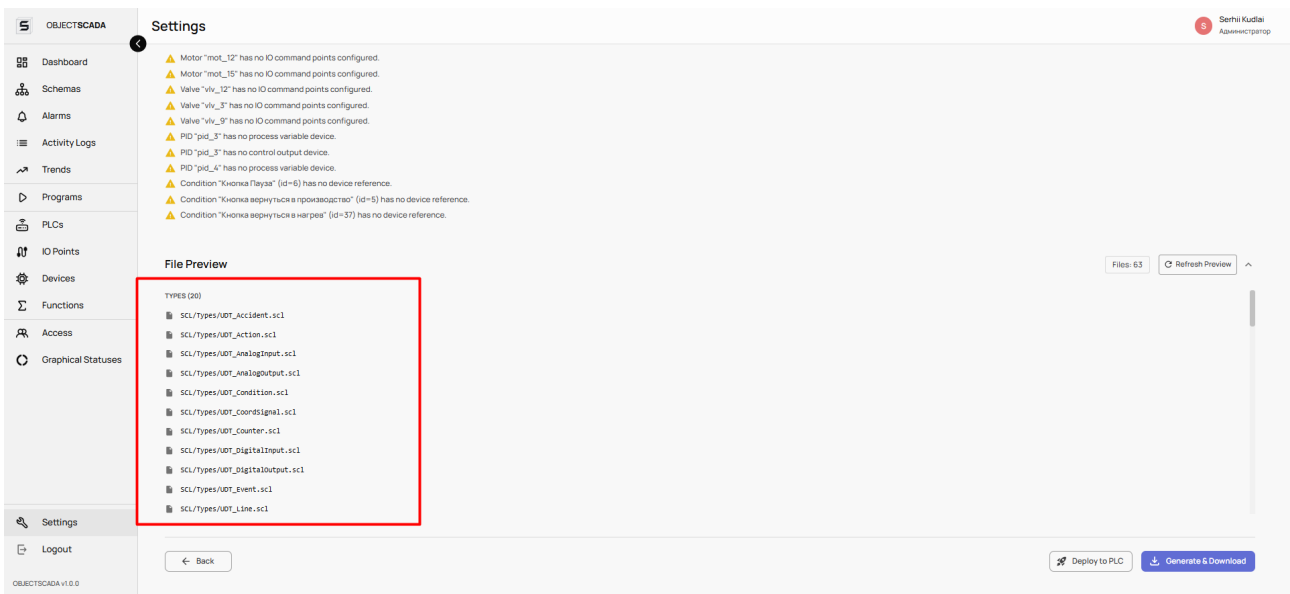 OBJECTSCADA
Settings
S
Serhii Kudlai
Администратор
Dashboard
Schemas
Alarms
Activity Logs
Trends
Programs
PLCs
IO Points
Devices
Functions
Access
Graphical Statuses
Settings
Logout
OBJECTSCADA v1.0.0
Motor "mot_12" has no IO command points configured.
Motor "mot_15" has no IO command points configured.
Valve "vlv_12" has no IO command points configured.
Valve "vlv_3" has no IO command points configured.
Valve "vlv_9" has no IO command points configured.
PID "pid_3" has no process variable device.
PID "pid_3" has no control output device.
PID "pid_4" has no process variable device.
Condition "Кнопка Пауза" (id=6) has no device reference.
Condition "Кнопка вернуться в производство" (id=5) has no device reference.
Condition "Кнопка вернуться в нагрев" (id=37) has no device reference.
File Preview
Files: 63
Refresh Preview
TYPES (20)
SCL/Types/UDT_Accident.scl
SCL/Types/UDT_Action.scl
SCL/Types/UDT_AnalogInput.scl
SCL/Types/UDT_AnalogOutput.scl
SCL/Types/UDT_Condition.scl
SCL/Types/UDT_CoordSignal.scl
SCL/Types/UDT_Counter.scl
SCL/Types/UDT_DigitalInput.scl
SCL/Types/UDT_DigitalOutput.scl
SCL/Types/UDT_Event.scl
SCL/Types/UDT_Line.scl
Back
Deploy to PLC
Generate & Download